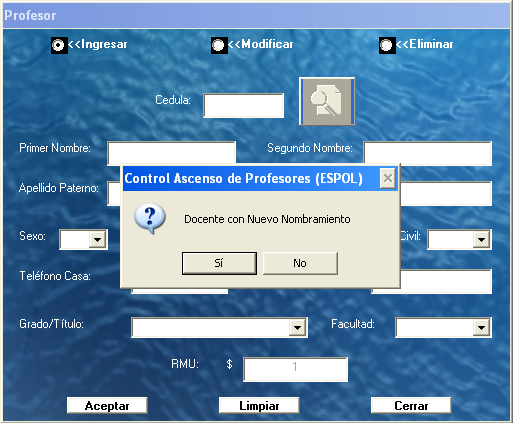 Profesor
<<Ingresar <<Modificar <<Eliminar
Cedula:
Primer Nombre: Segundo Nombre:
Control Ascenso de Profesores (ESPOL)
Apellido Paterno:
Docente con Nuevo Nombramiento
Sexo: Civil:
Sí No
Teléfono Casa:
Grado/Título: Facultad:
RMU: $ 1
Aceptar Limpiar Cerrar